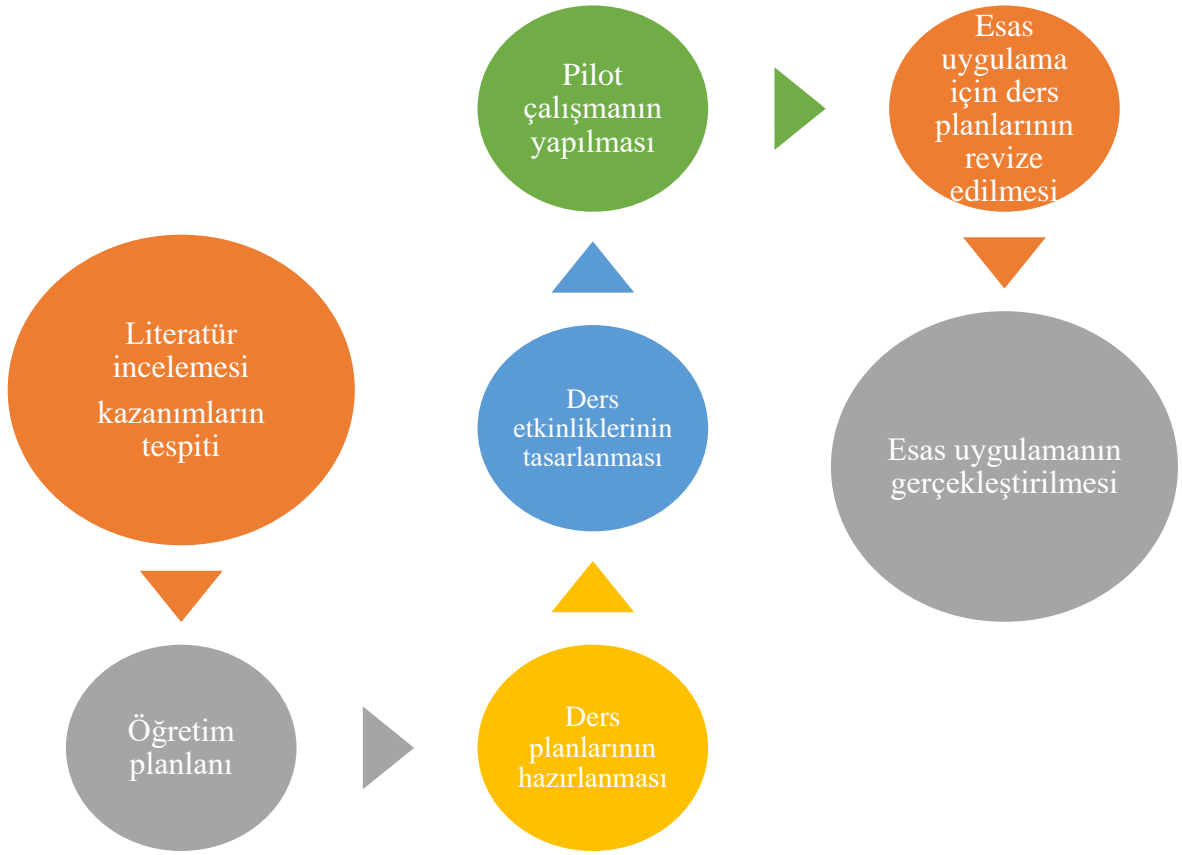 Literatür
incelemesi
kazanımların
tespiti
Öğretim
planlanı
Ders
planlarının
hazırlanması
Ders
etkinliklerinin
tasarlanması
Pilot
çalışmanın
yapılması
Esas
uygulama
için ders
planlarının
revize
edilmesi
Esas uygulamanın
gerçekleştirilmesi